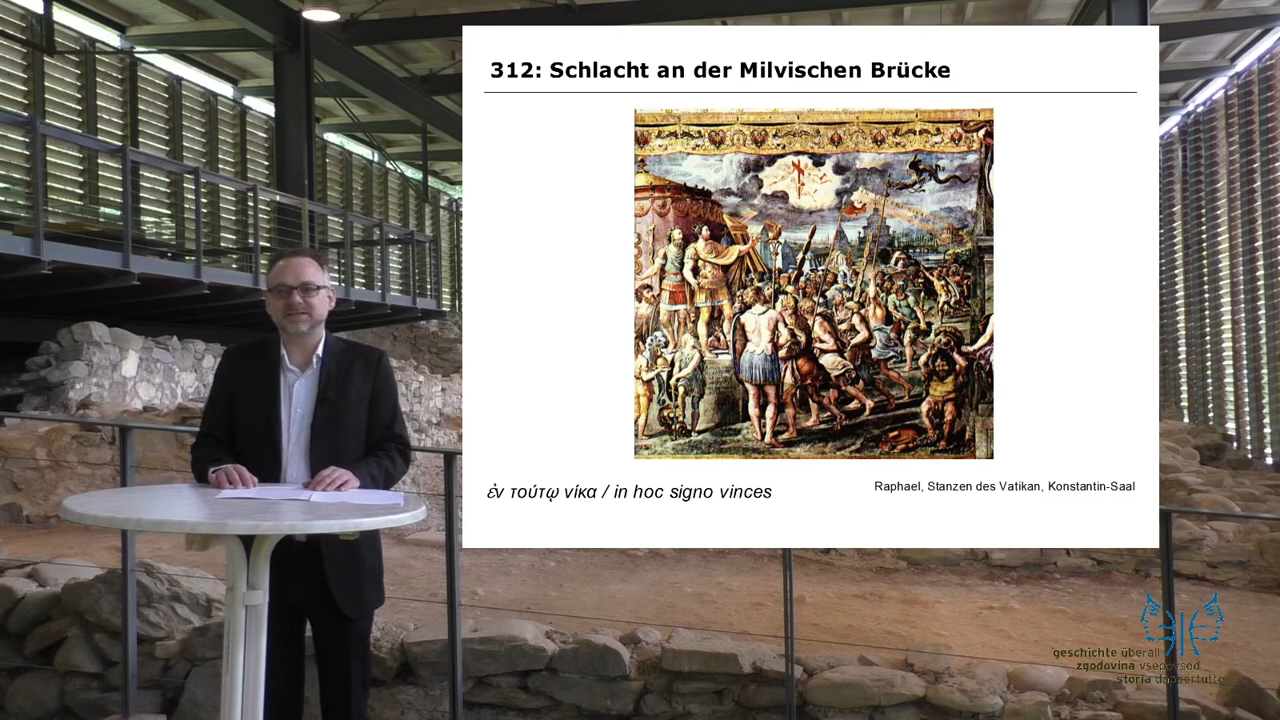 312: Schlacht an der Milvischen Brücke
ἐν τούτῳ νίκα / in hoc signo vinces
Raphael, Stanzen des Vatikan, Konstantin-Saal
geschichte überall
zgodovina vsepovsod
storia dappertutto